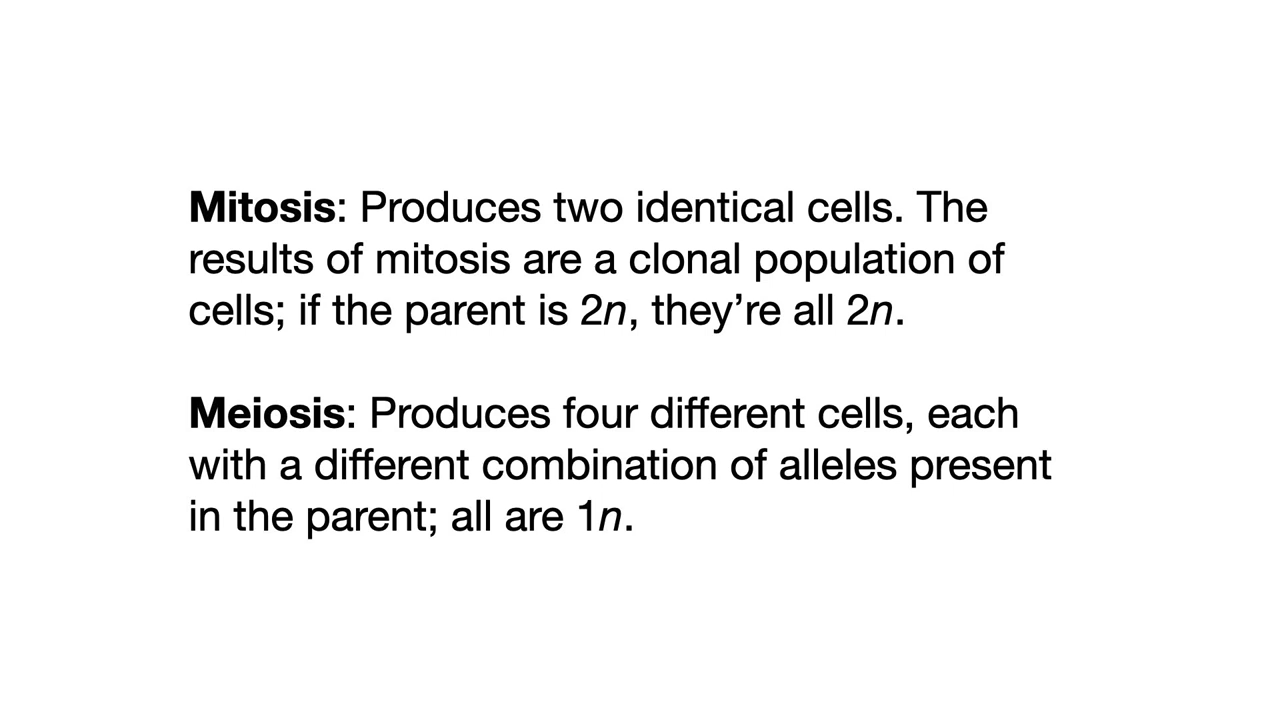 Mitosis: Produces two identical cells. The
results of mitosis are a clonal population of
cells; if the parent is 2n, they’re all 2n.
Meiosis: Produces four different cells, each
with a different combination of alleles present
in the parent; all are 1n.